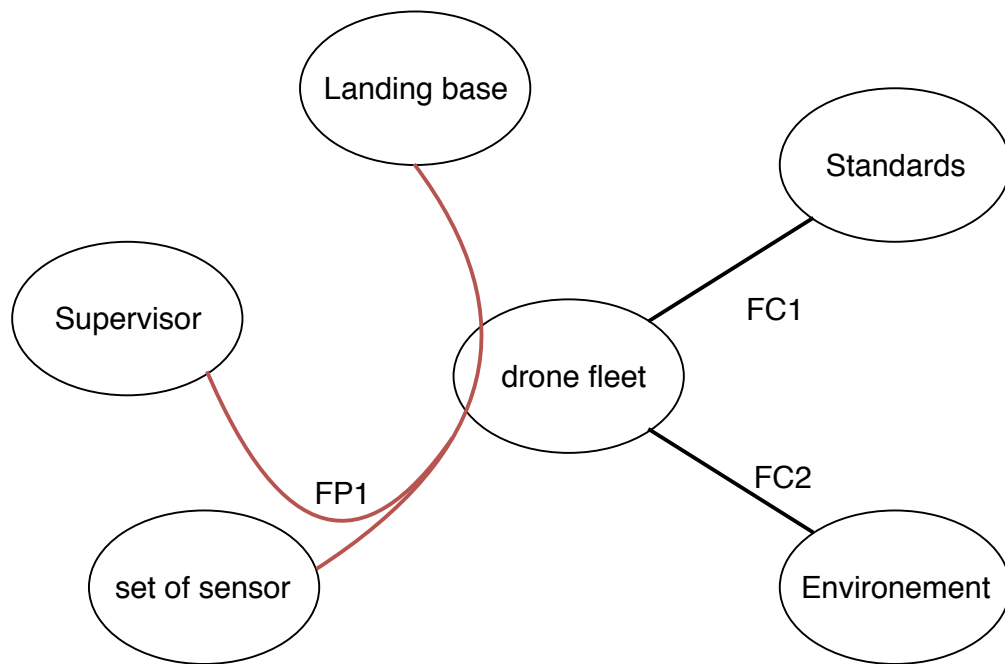 Landing base
Standards
Supervisor
FC1
drone fleet
FC2
FP1
set of sensor
Environement